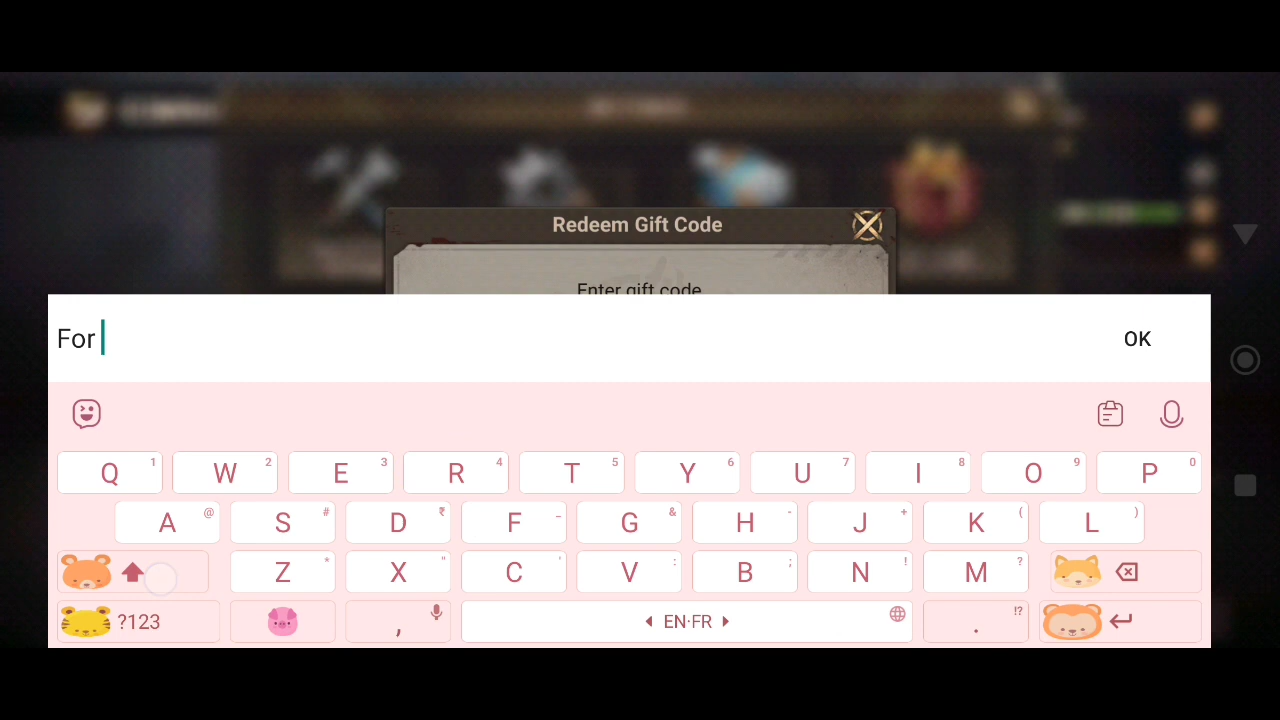 Redeem Gift Code
Enter gift code
For
OK
Q 1 W 2 E 3 R 4 T 5 Y 6 U 7 I 8 O 9 P 0
A @ S # D ₹ F _ G & H - J + K ( L )
Z * X " C ' V : B ; N ! M ?
?123 , EN·FR . !?